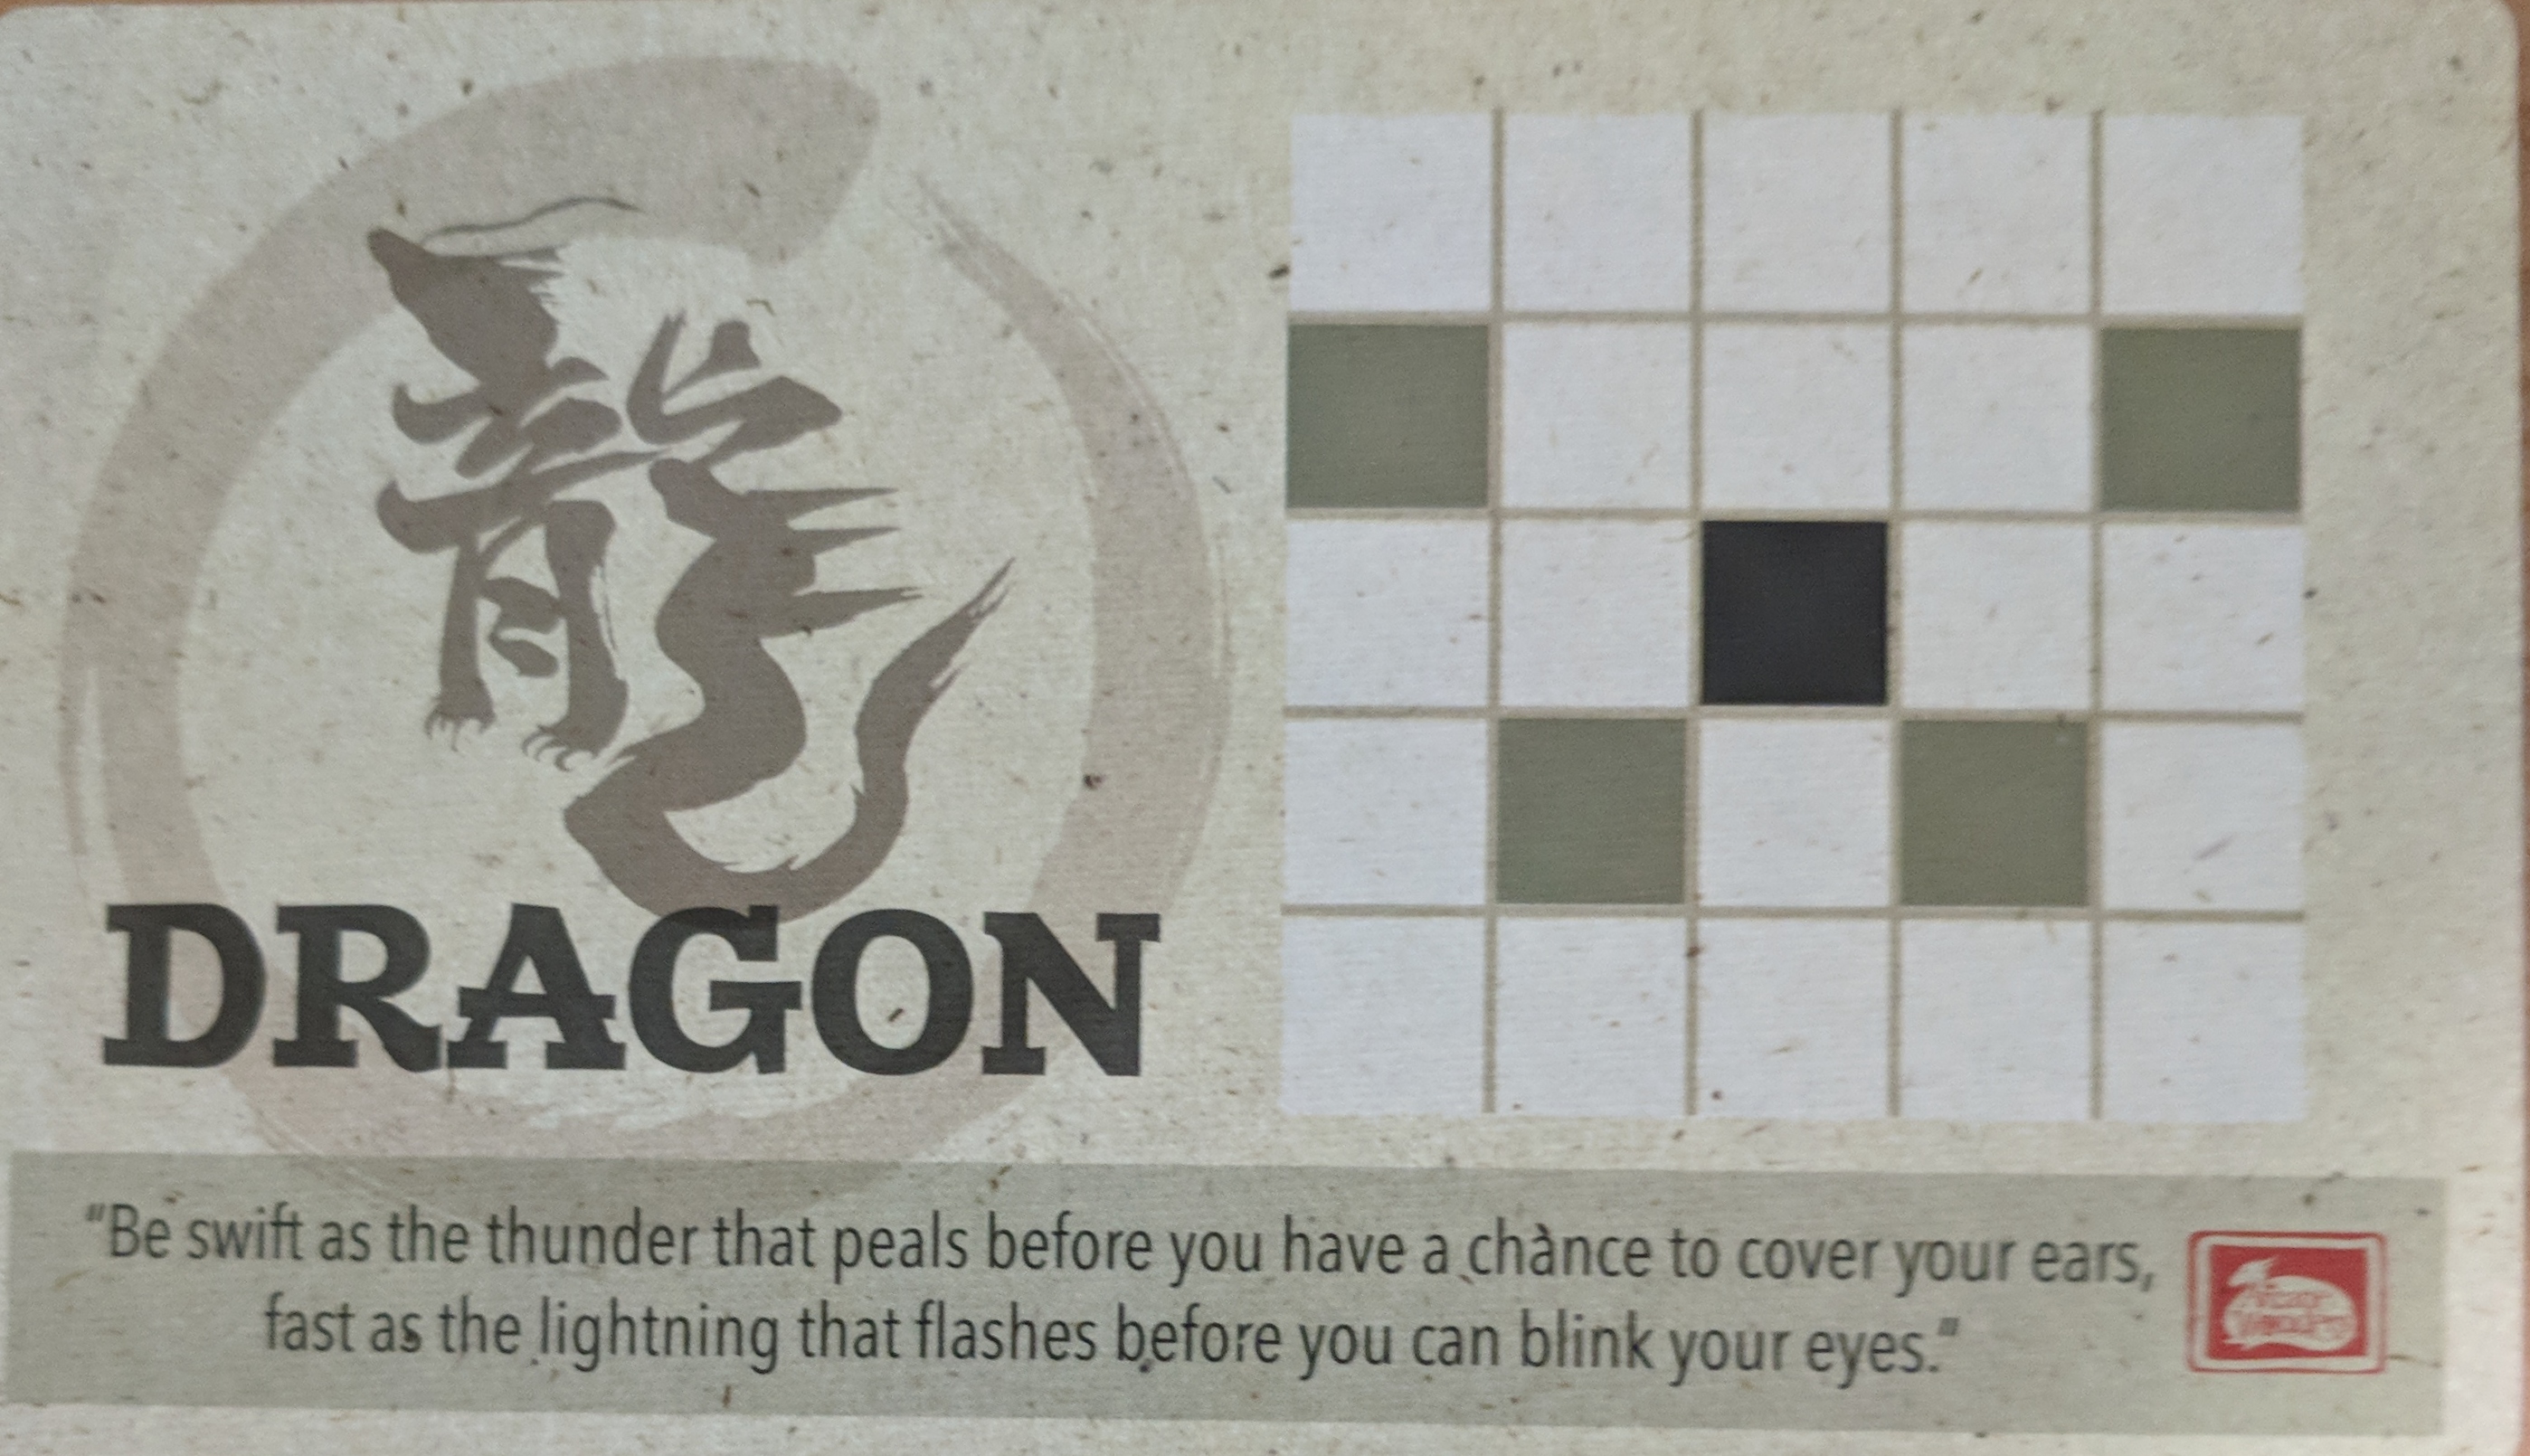 龍
DRAGON
"Be swift as the thunder that peals before you have a chance to cover your ears,
fast as the lightning that flashes before you can blink your eyes."